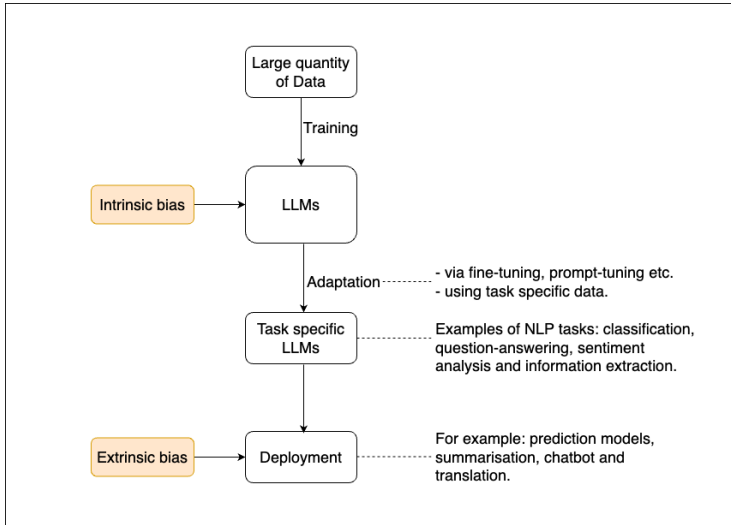 Large quantity
of Data
Training
Intrinsic bias
LLMs
Adaptation
- via fine-tuning, prompt-tuning etc.
- using task specific data.
Task specific
LLMs
Examples of NLP tasks: classification,
question-answering, sentiment
analysis and information extraction.
Extrinsic bias
Deployment
For example: prediction models,
summarisation, chatbot and
translation.